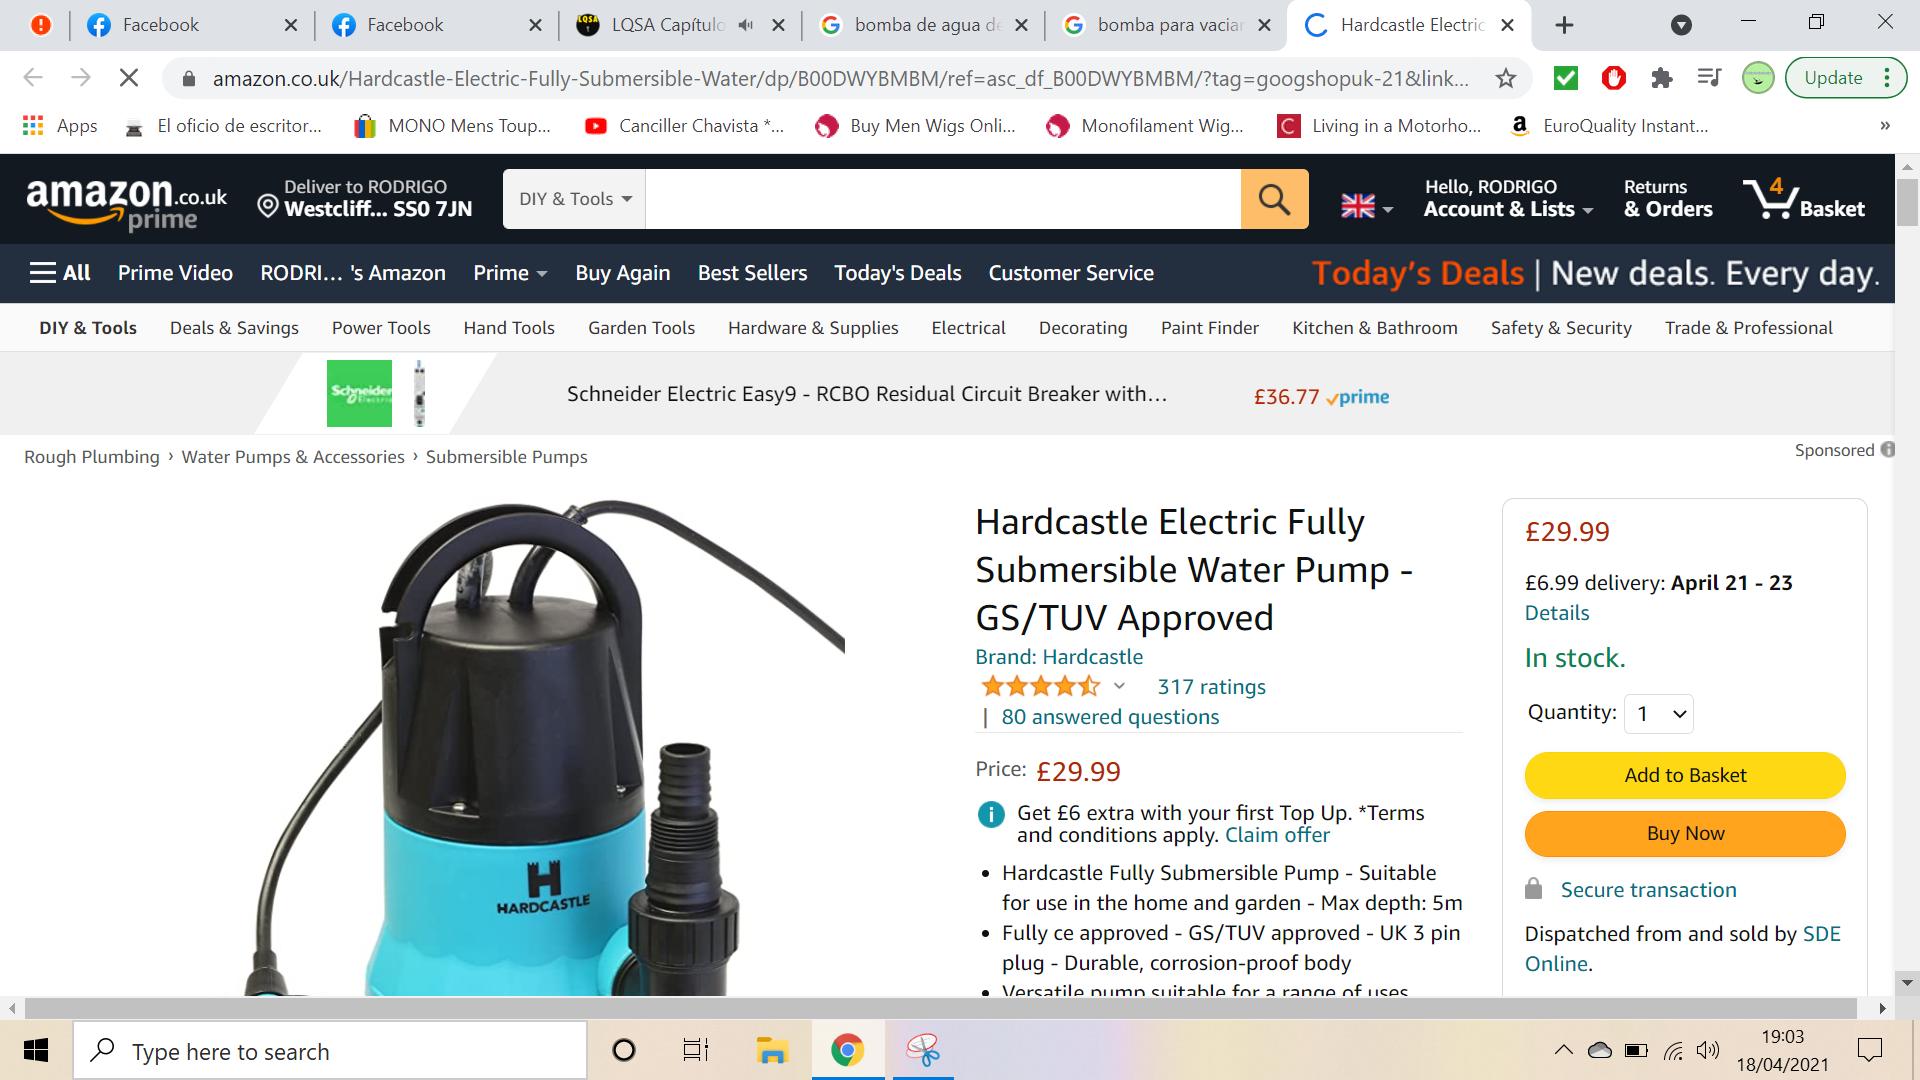 Facebook
Facebook
LQSA Capítulo
bomba de agua de
bomba para vaciar
Hardcastle Electric
amazon.co.uk/Hardcastle-Electric-Fully-Submersible-Water/dp/B00DWYBMBM/ref=asc_df_B00DWYBMBM/?tag=googshopuk-21&link...
Update
Apps
El oficio de escritor...
MONO Mens Toup...
Canciller Chavista *...
Buy Men Wigs Onli...
Monofilament Wig...
Living in a Motorho...
EuroQuality Instant...
»
amazon.co.uk
prime
Deliver to RODRIGO
Westcliff... SS0 7JN
DIY & Tools
Hello, RODRIGO
Account & Lists
Returns
& Orders
4
Basket
All
Prime Video
RODRI... 's Amazon
Prime
Buy Again
Best Sellers
Today's Deals
Customer Service
Today's Deals | New deals. Every day.
DIY & Tools
Deals & Savings
Power Tools
Hand Tools
Garden Tools
Hardware & Supplies
Electrical
Decorating
Paint Finder
Kitchen & Bathroom
Safety & Security
Trade & Professional
Schneider
Electric
Schneider Electric Easy9 - RCBO Residual Circuit Breaker with...
£36.77 prime
Sponsored
Rough Plumbing › Water Pumps & Accessories › Submersible Pumps
H
HARDCASTLE
Hardcastle Electric Fully
Submersible Water Pump -
GS/TUV Approved
Brand: Hardcastle
317 ratings
| 80 answered questions
Price: £29.99
Get £6 extra with your first Top Up. *Terms
and conditions apply. Claim offer
• Hardcastle Fully Submersible Pump - Suitable
for use in the home and garden - Max depth: 5m
• Fully ce approved - GS/TUV approved - UK 3 pin
plug - Durable, corrosion-proof body
• Versatile pump suitable for a range of uses
£29.99
£6.99 delivery: April 21 - 23
Details
In stock.
Quantity: 1
Add to Basket
Buy Now
Secure transaction
Dispatched from and sold by SDE
Online.
Type here to search
19:03
18/04/2021